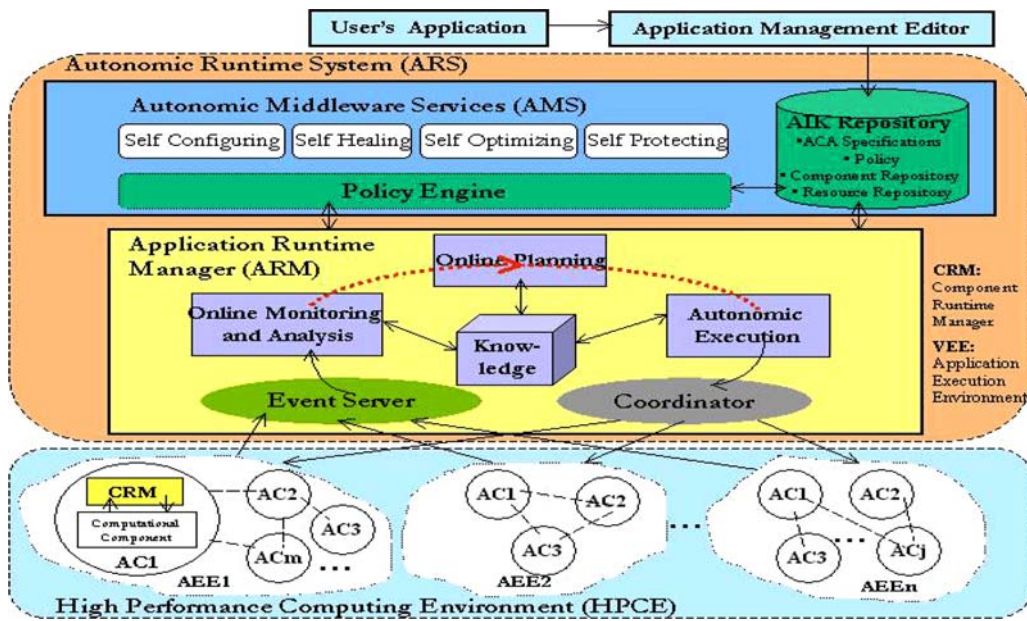 User's Application
Application Management Editor
Autonomic Runtime System (ARS)
Autonomic Middleware Services (AMS)
Self Configuring
Self Healing
Self Optimizing
Self Protecting
AIK Repository
•ACA Specifications
•Policy
•Component Repository
•Resource Repository
Policy Engine
Application Runtime
Manager (ARM)
Online Planning
Online Monitoring
and Analysis
Know-
ledge
Autonomic
Execution
Event Server
Coordinator
CRM:
Component
Runtime
Manager
VEE:
Application
Execution
Environment
CRM
Computational
Component
AC1
AC2
AC3
ACm
...
AEE1
AC1
AC2
AC3
AEE2
...
AC1
AC2
AC3
...
ACj
AEEn
High Performance Computing Environment (HPCE)